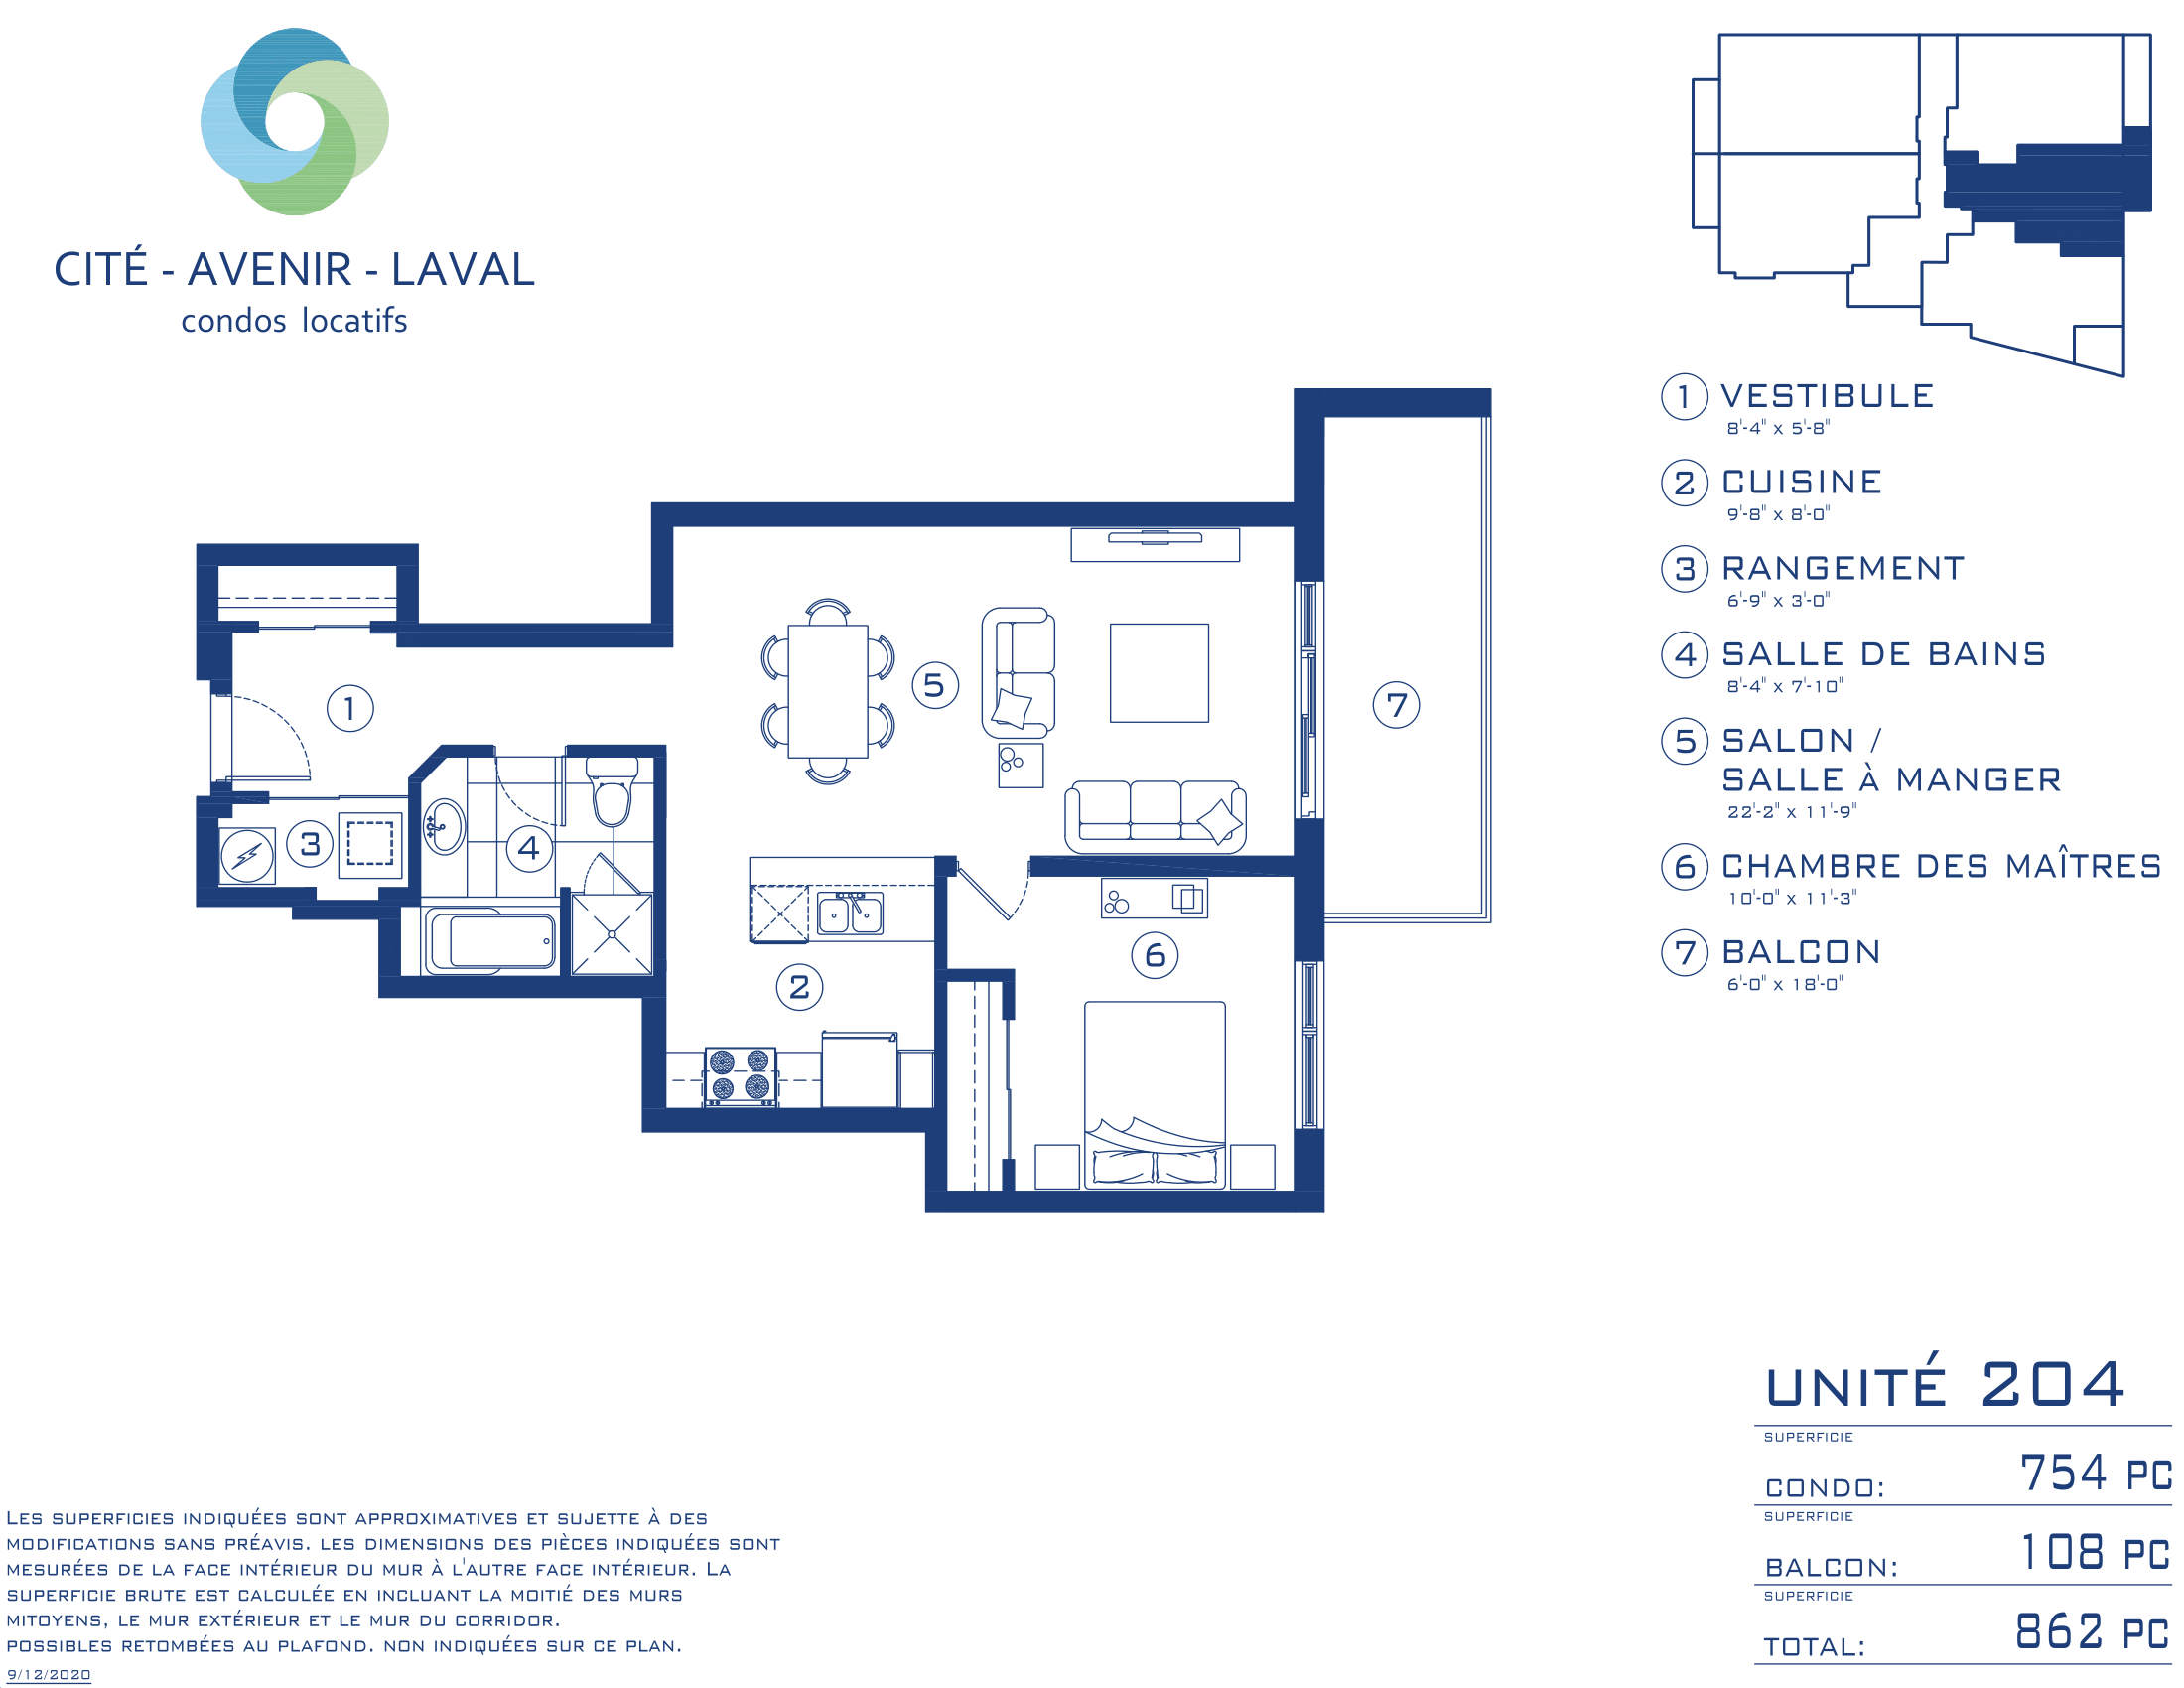 CITÉ - AVENIR - LAVAL
condos locatifs
1 VESTIBULE
8'-4" x 5'-8"
2 CUISINE
9'-8" x 8'-0"
3 RANGEMENT
6'-9" x 3'-0"
4 SALLE DE BAINS
8'-4" x 7'-10"
5 SALON /
SALLE À MANGER
22'-2" x 11'-9"
6 CHAMBRE DES MAÎTRES
10'-0" x 11'-3"
7 BALCON
6'-0" x 18'-0"
1
5
7
3
4
6
2
UNITÉ 204
SUPERFICIE
CONDO: 754 PC
SUPERFICIE
BALCON: 108 PC
SUPERFICIE
TOTAL: 862 PC
LES SUPERFICIES INDIQUÉES SONT APPROXIMATIVES ET SUJETTE À DES
MODIFICATIONS SANS PRÉAVIS. LES DIMENSIONS DES PIÈCES INDIQUÉES SONT
MESURÉES DE LA FACE INTÉRIEUR DU MUR À L'AUTRE FACE INTÉRIEUR. LA
SUPERFICIE BRUTE EST CALCULÉE EN INCLUANT LA MOITIÉ DES MURS
MITOYENS, LE MUR EXTÉRIEUR ET LE MUR DU CORRIDOR.
POSSIBLES RETOMBÉES AU PLAFOND. NON INDIQUÉES SUR CE PLAN.
9/12/2020